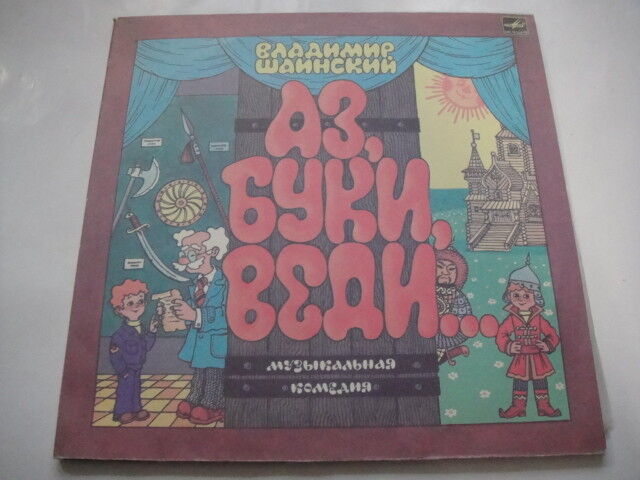 ВЛАДИМИР
ШАИНСКИЙ
АЗ,
БУКИ,
ВЕДИ...
МУЗЫКАЛЬНАЯ
КОМЕДИЯ